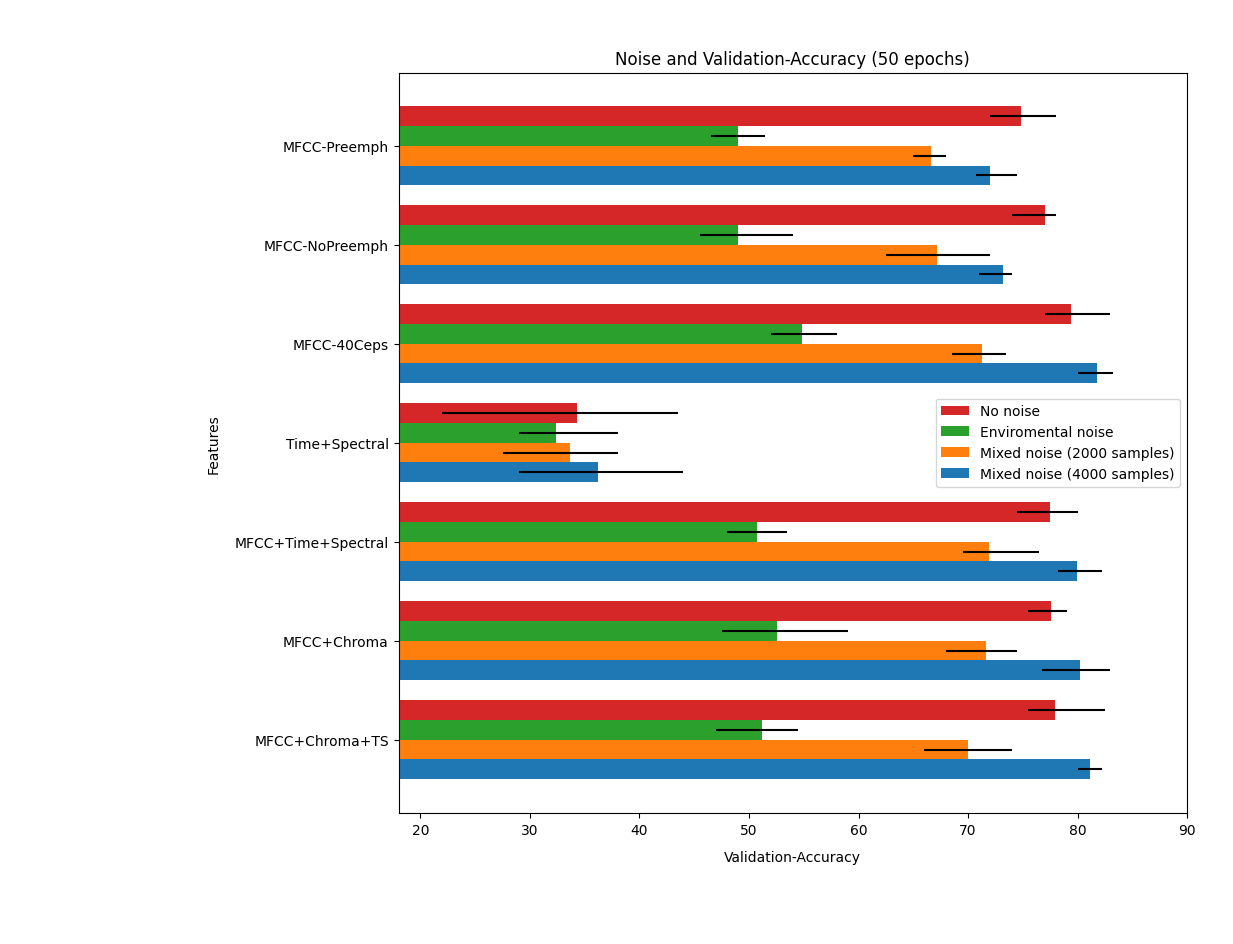 Noise and Validation-Accuracy (50 epochs)
MFCC-Preemph
MFCC-NoPreemph
MFCC-40Ceps
Time+Spectral
MFCC+Time+Spectral
MFCC+Chroma
MFCC+Chroma+TS
Features
No noise
Enviromental noise
Mixed noise (2000 samples)
Mixed noise (4000 samples)
20 30 40 50 60 70 80 90
Validation-Accuracy